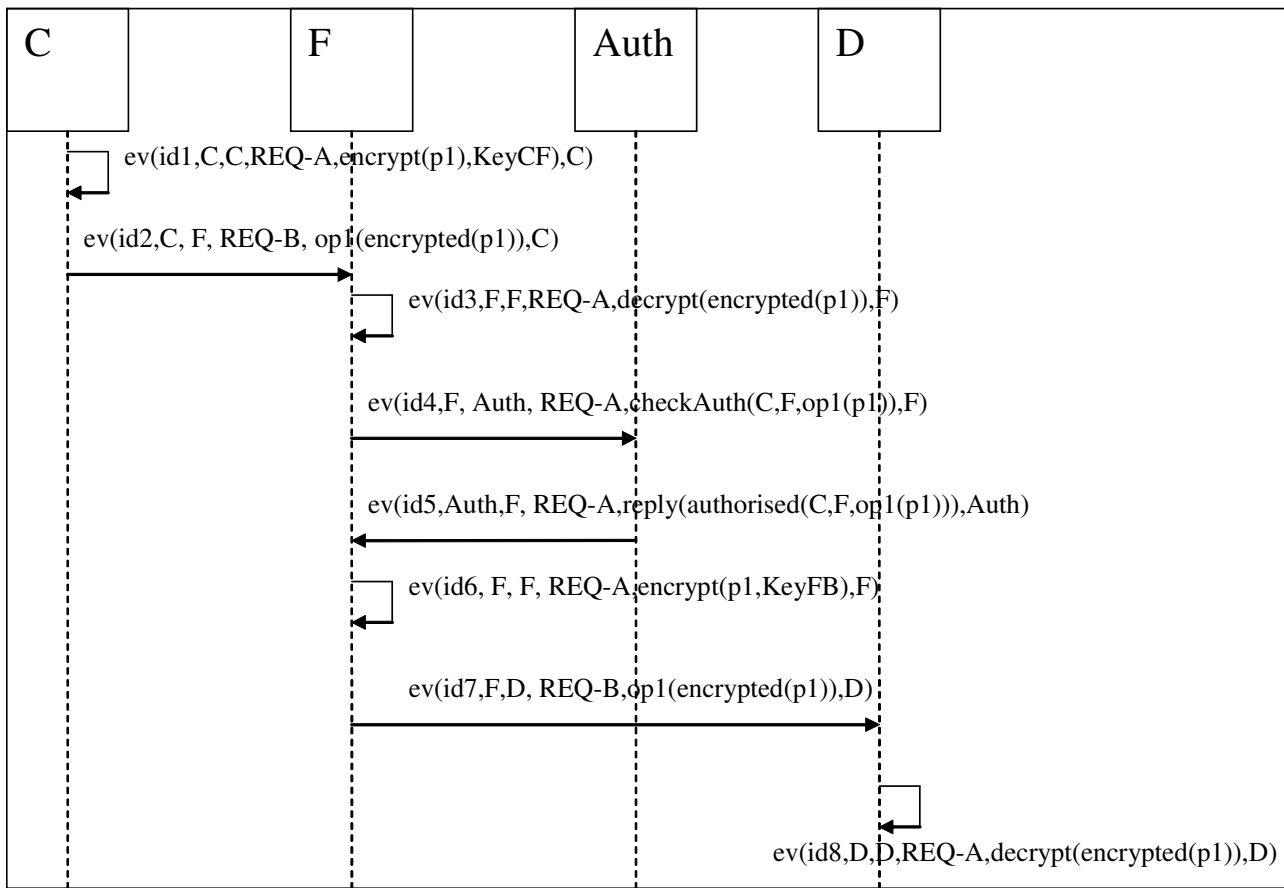 C
F
Auth
D
ev(id1,C,C,REQ-A,encrypt(p1),KeyCF),C)
ev(id2,C, F, REQ-B, op1(encrypted(p1)),C)
ev(id3,F,F,REQ-A,decrypt(encrypted(p1)),F)
ev(id4,F, Auth, REQ-A,checkAuth(C,F,op1(p1)),F)
ev(id5,Auth,F, REQ-A,reply(authorised(C,F,op1(p1))),Auth)
ev(id6, F, F, REQ-A,encrypt(p1,KeyFB),F)
ev(id7,F,D, REQ-B,op1(encrypted(p1)),D)
ev(id8,D,D,REQ-A,decrypt(encrypted(p1)),D)